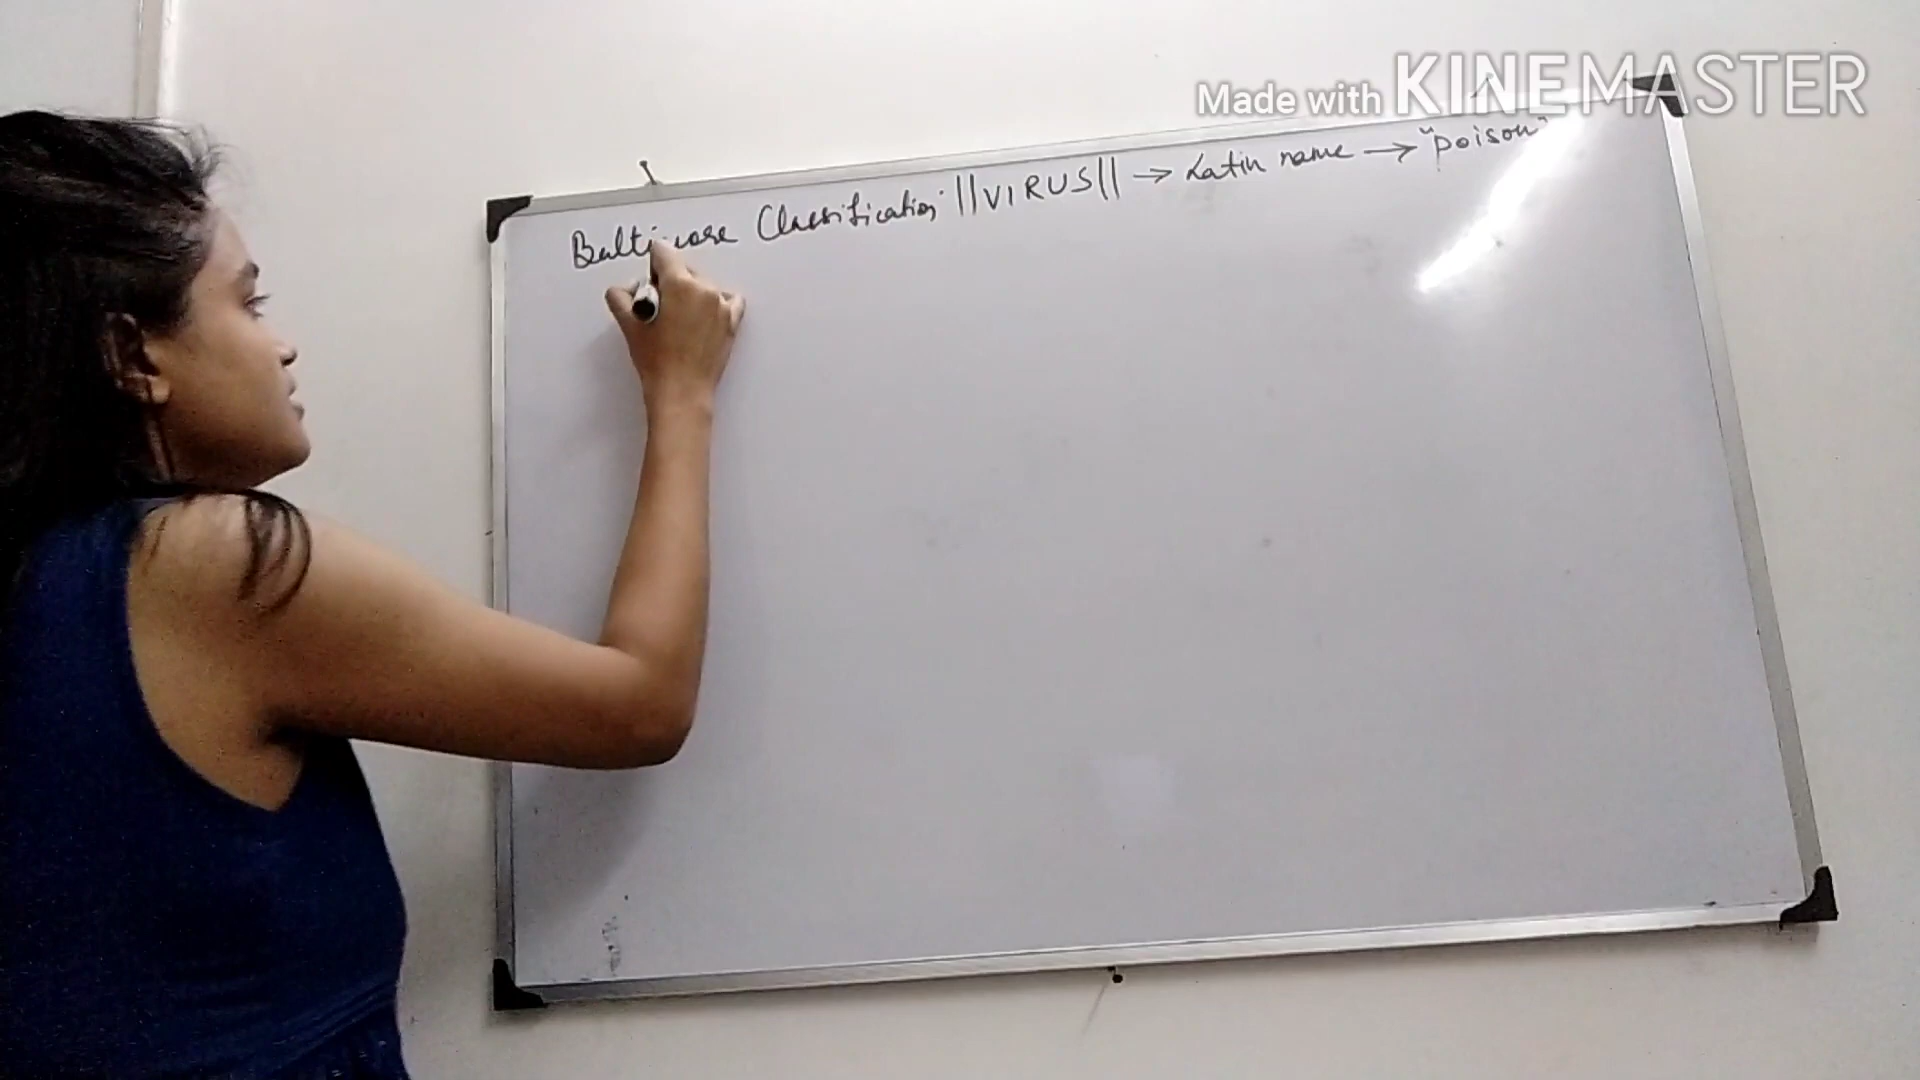 Made with KINEMASTER
Baltimore Classification ||VIRUS|| → Latin name → "poison"